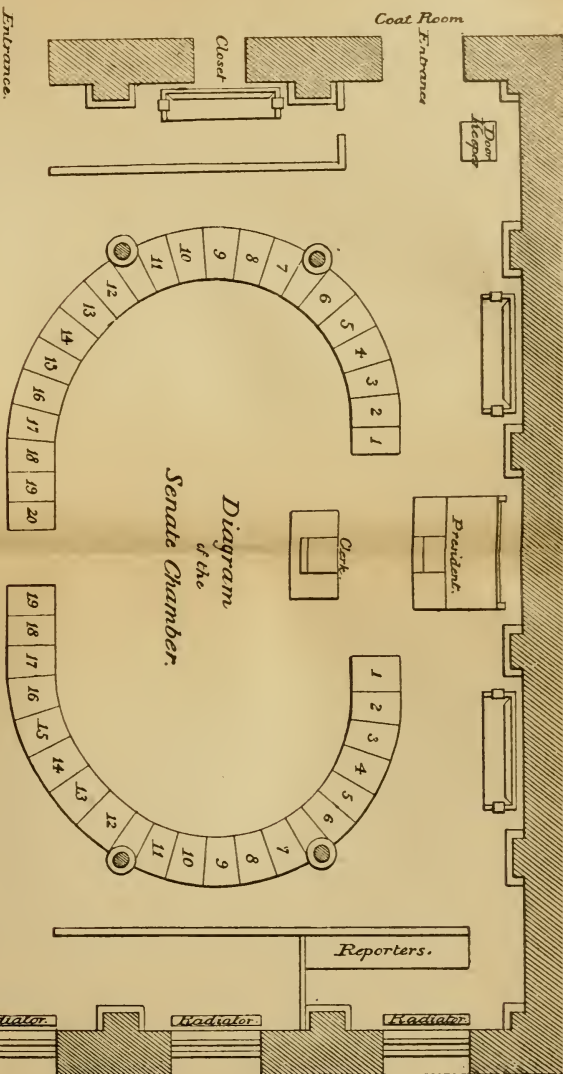 Coat Room
Entrance
Closet
Entrance.
Door
Keeper
President.
Clerk.
Diagram
of the
Senate Chamber.
1
2
3
4
5
6
7
8
9
10
11
12
13
14
15
16
17
18
19
20
1
2
3
4
5
6
7
8
9
10
11
12
13
14
15
16
17
18
19
Reporters.
diator.
Radiator.
Radiator.